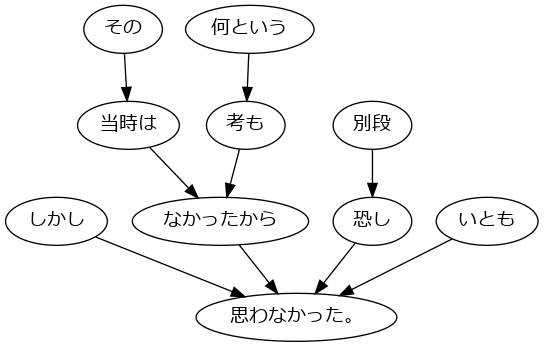 その
何という
当時は
考も
別段
しかし
なかったから
恐し
いとも
思わなかった。